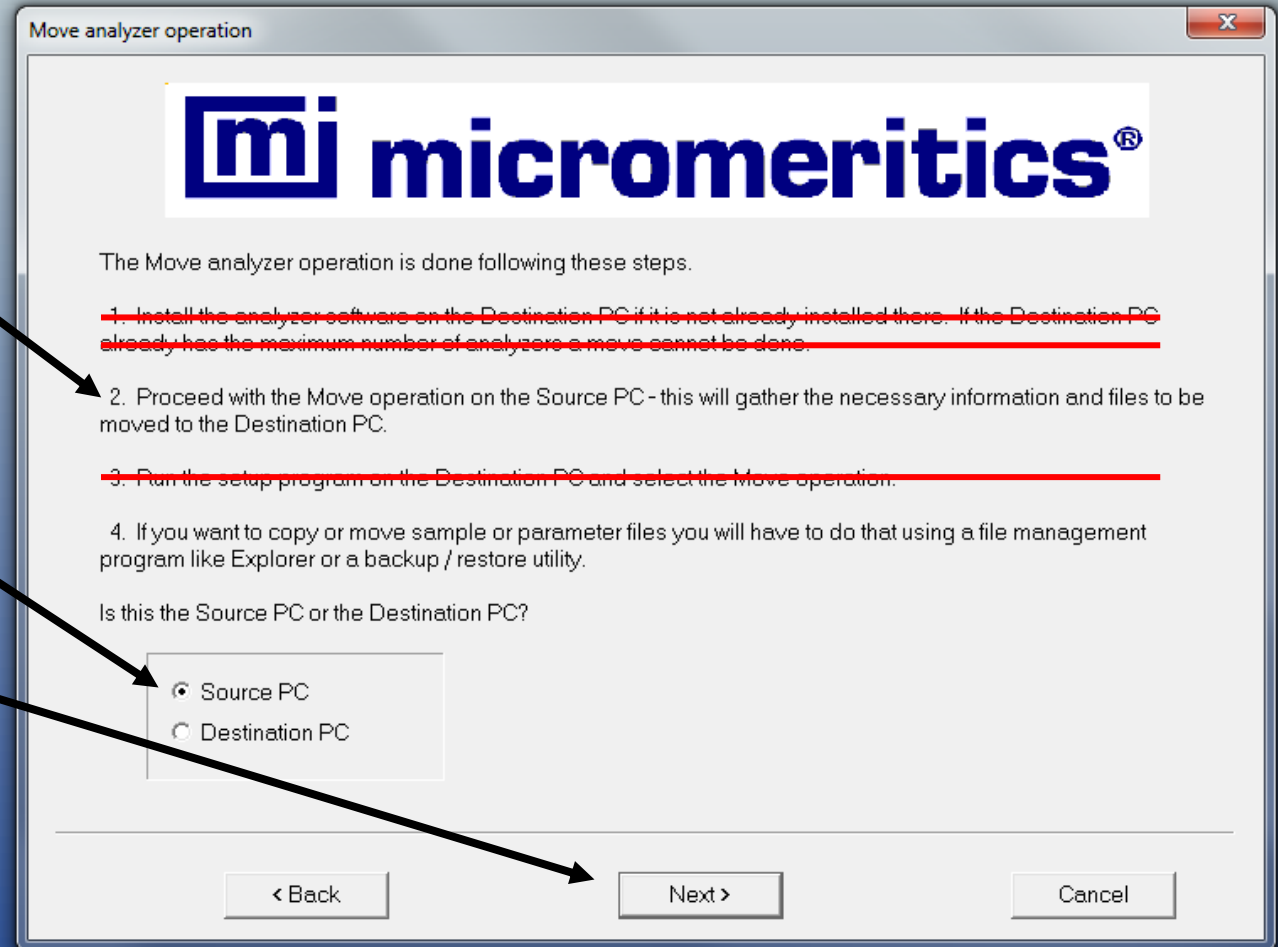 Move analyzer operation
mi micromeritics®
The Move analyzer operation is done following these steps.
1. Install the analyzer software on the Destination PC if it is not already installed there. If the Destination PC
already has the maximum number of analyzers a move cannot be done.
2. Proceed with the Move operation on the Source PC - this will gather the necessary information and files to be
moved to the Destination PC.
3. Run the setup program on the Destination PC and select the Move operation.
4. If you want to copy or move sample or parameter files you will have to do that using a file management
program like Explorer or a backup / restore utility.
Is this the Source PC or the Destination PC?
Source PC
Destination PC
< Back Next > Cancel